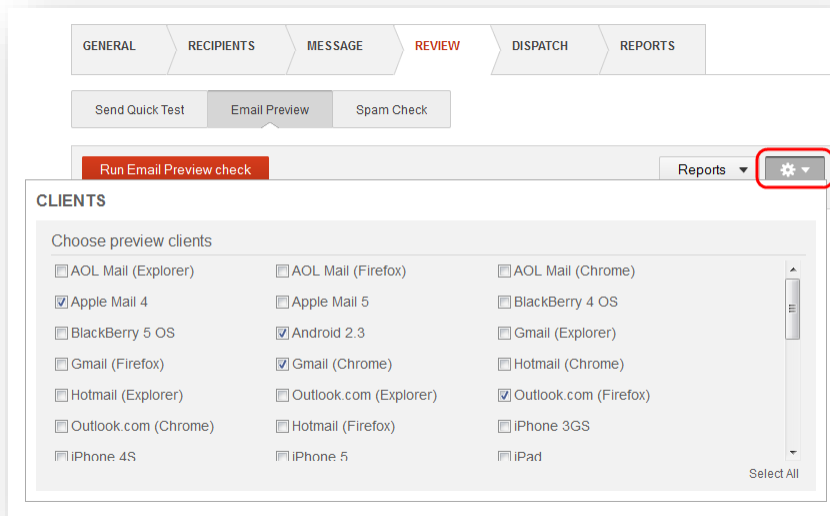 GENERAL RECIPIENTS MESSAGE REVIEW DISPATCH REPORTS
Send Quick Test Email Preview Spam Check
Run Email Preview check Reports
CLIENTS
Choose preview clients
AOL Mail (Explorer) AOL Mail (Firefox) AOL Mail (Chrome)
Apple Mail 4 Apple Mail 5 BlackBerry 4 OS
BlackBerry 5 OS Android 2.3 Gmail (Explorer)
Gmail (Firefox) Gmail (Chrome) Hotmail (Chrome)
Hotmail (Explorer) Outlook.com (Explorer) Outlook.com (Firefox)
Outlook.com (Chrome) Hotmail (Firefox) iPhone 3GS
iPhone 4S iPhone 5 iPad
Select All